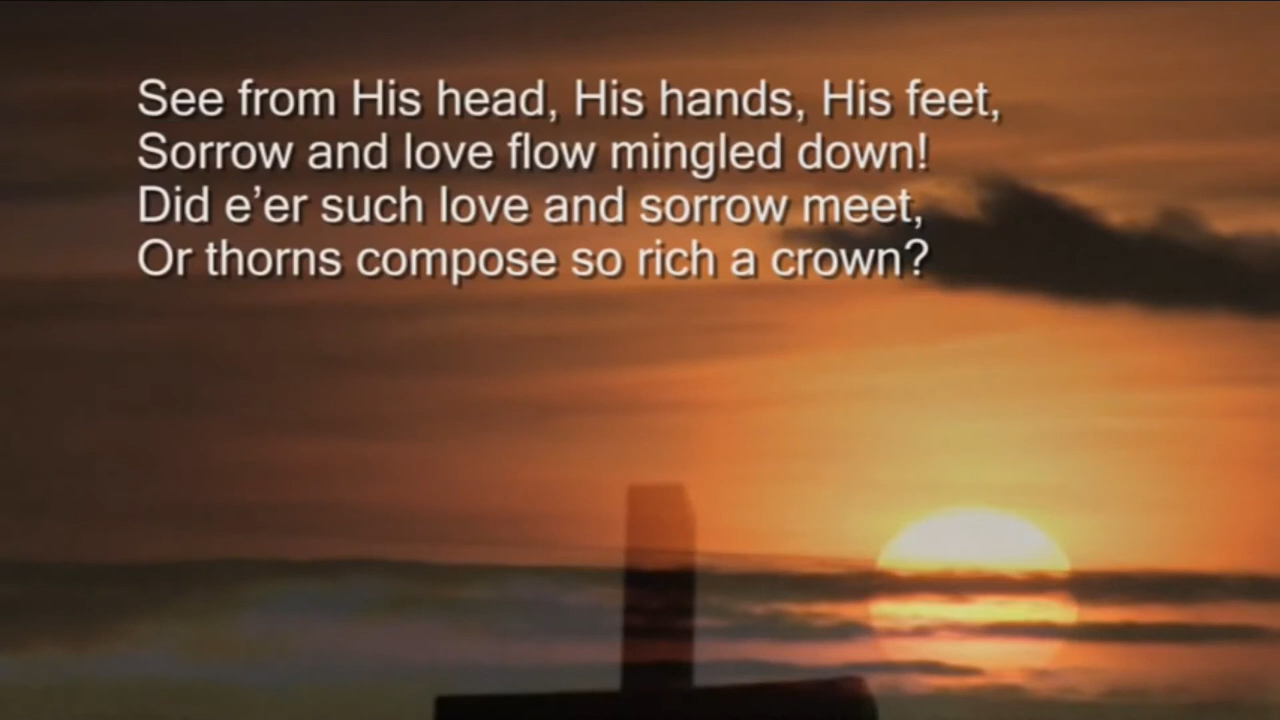 See from His head, His hands, His feet,
Sorrow and love flow mingled down!
Did e’er such love and sorrow meet,
Or thorns compose so rich a crown?